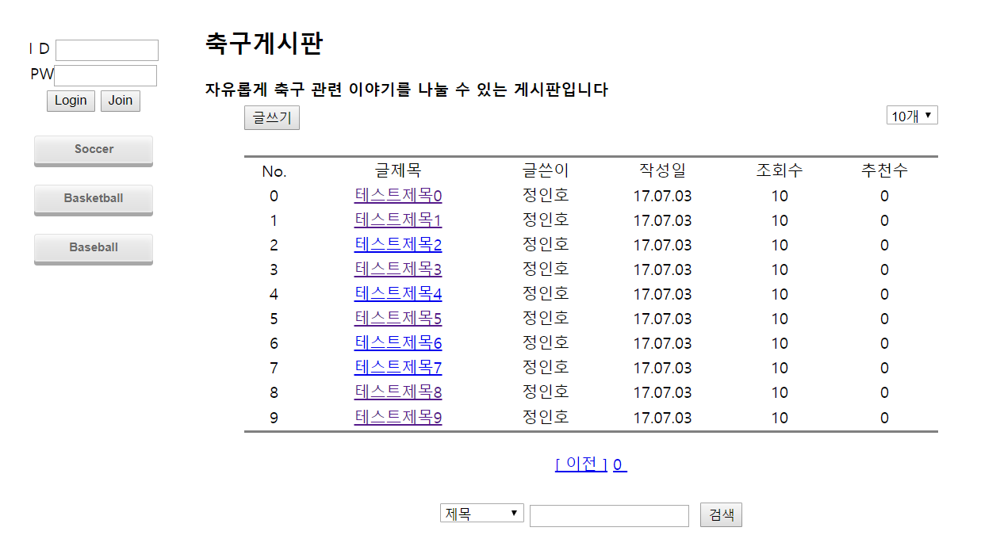 I D
PW
Login Join
Soccer
Basketball
Baseball
축구게시판
자유롭게 축구 관련 이야기를 나눌 수 있는 게시판입니다
글쓰기 10개
No. 글제목 글쓴이 작성일 조회수 추천수
0 테스트제목0 정인호 17.07.03 10 0
1 테스트제목1 정인호 17.07.03 10 0
2 테스트제목2 정인호 17.07.03 10 0
3 테스트제목3 정인호 17.07.03 10 0
4 테스트제목4 정인호 17.07.03 10 0
5 테스트제목5 정인호 17.07.03 10 0
6 테스트제목6 정인호 17.07.03 10 0
7 테스트제목7 정인호 17.07.03 10 0
8 테스트제목8 정인호 17.07.03 10 0
9 테스트제목9 정인호 17.07.03 10 0
[ 이전 ] 0
제목 검색